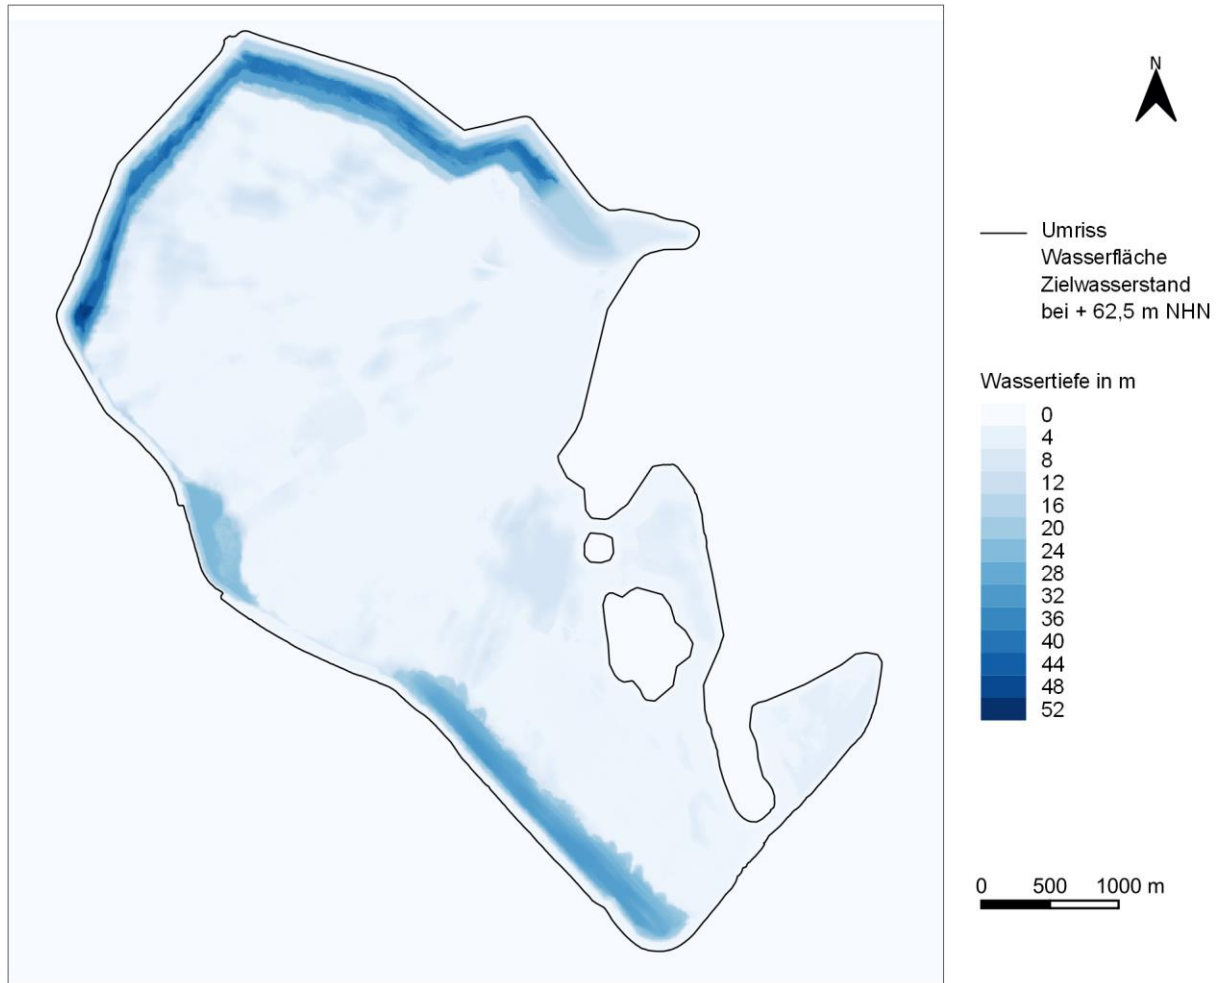 N
Umriss
Wasserfläche
Zielwasserstand
bei + 62,5 m NHN
Wassertiefe in m
0
4
8
12
16
20
24
28
32
36
40
44
48
52
0 500 1000 m